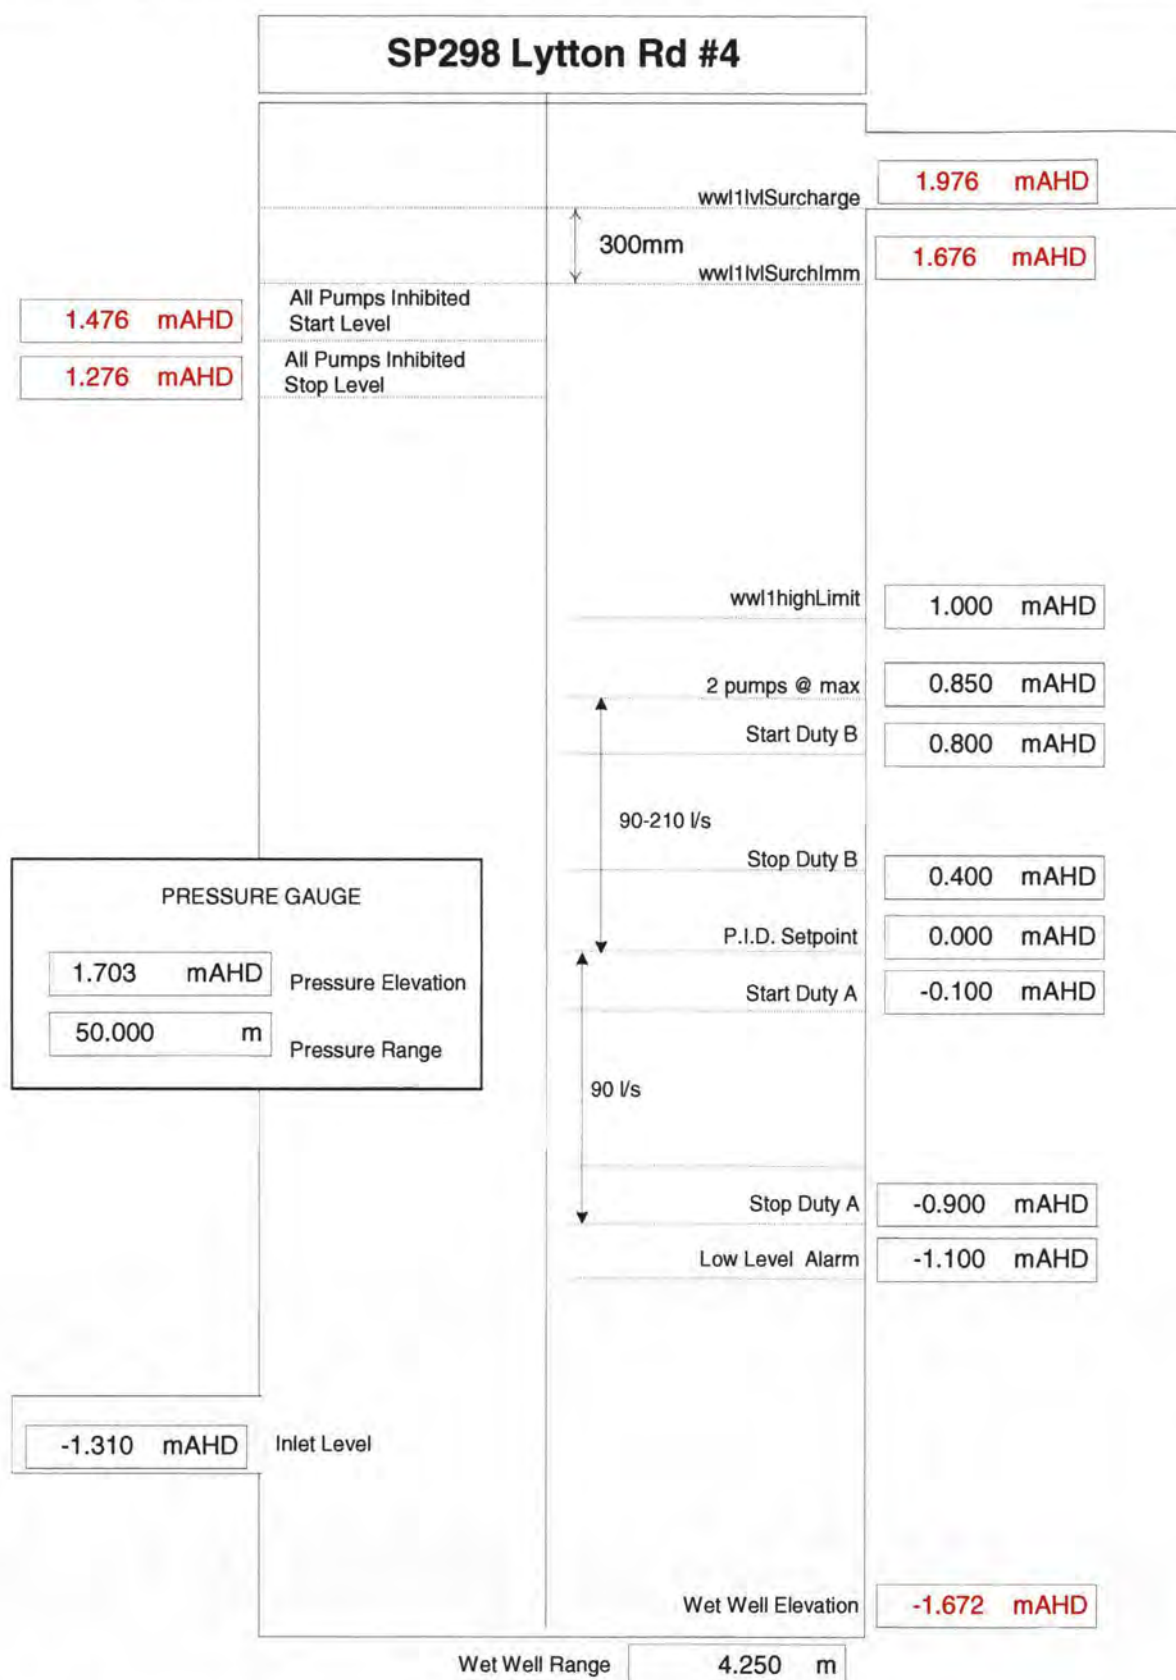 SP298 Lytton Rd #4
wwl1lvlSurcharge 1.976 mAHD
300mm
wwl1lvlSurchImm 1.676 mAHD
1.476 mAHD All Pumps Inhibited
Start Level
1.276 mAHD All Pumps Inhibited
Stop Level
wwl1highLimit 1.000 mAHD
2 pumps @ max 0.850 mAHD
Start Duty B 0.800 mAHD
90-210 l/s
Stop Duty B 0.400 mAHD
PRESSURE GAUGE
P.I.D. Setpoint 0.000 mAHD
1.703 mAHD Pressure Elevation
Start Duty A -0.100 mAHD
50.000 m Pressure Range
90 l/s
Stop Duty A -0.900 mAHD
Low Level Alarm -1.100 mAHD
-1.310 mAHD Inlet Level
Wet Well Elevation -1.672 mAHD
Wet Well Range 4.250 m